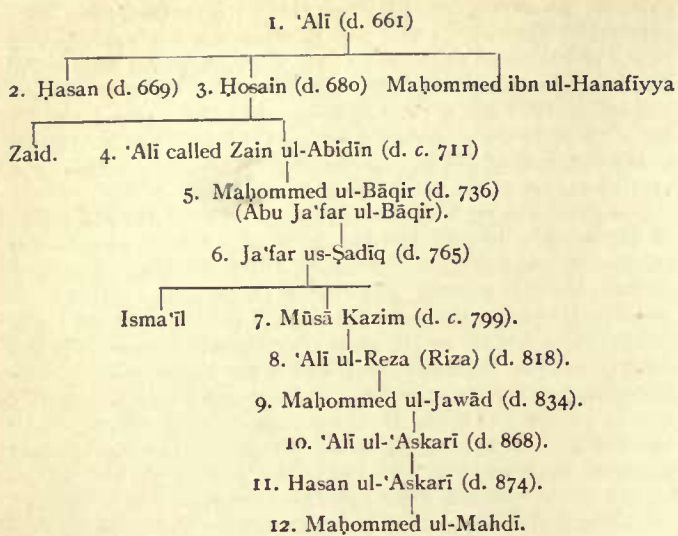 1. ‘Alī (d. 661)
2. Ḥasan (d. 669) 3. Ḥosain (d. 680) Maḥommed ibn ul-Hanafīyya
Zaid. 4. ‘Alī called Zain ul-Abidīn (d. c. 711)
5. Maḥommed ul-Bāqir (d. 736)
(Abu Ja‘far ul-Bāqir).
6. Ja‘far us-Ṣadīq (d. 765)
Isma‘īl 7. Mūsā Kazim (d. c. 799).
8. ‘Alī ul-Reza (Riza) (d. 818).
9. Maḥommed ul-Jawād (d. 834).
10. ‘Alī ul-‘Askarī (d. 868).
11. Hasan ul-‘Askarī (d. 874).
12. Maḥommed ul-Mahdī.